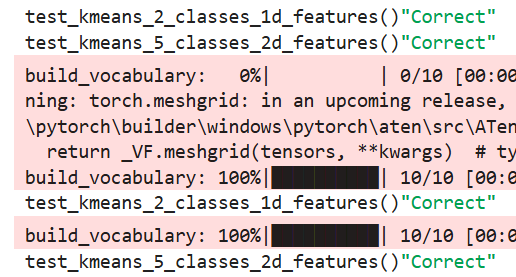 test_kmeans_2_classes_1d_features()"Correct"
test_kmeans_5_classes_2d_features()"Correct"
build_vocabulary:   0%|          | 0/10 [00:00
ning: torch.meshgrid: in an upcoming release,
\pytorch\builder\windows\pytorch\aten\src\ATen
  return _VF.meshgrid(tensors, **kwargs)  # ty
build_vocabulary: 100%|██████████| 10/10 [00:0
test_kmeans_2_classes_1d_features()"Correct"
build_vocabulary: 100%|██████████| 10/10 [00:0
test_kmeans_5_classes_2d_features()"Correct"